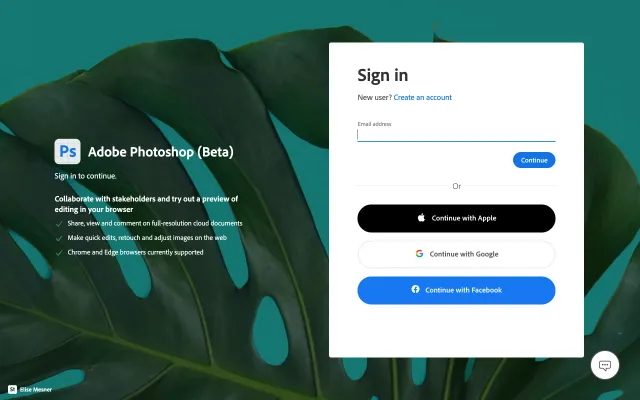 Ps Adobe Photoshop (Beta)
Sign in to continue.
Collaborate with stakeholders and try out a preview of
editing in your browser
Share, view and comment on full-resolution cloud documents
Make quick edits, retouch and adjust images on the web
Chrome and Edge browsers currently supported
St Elise Mesner
Sign in
New user? Create an account
Email address
Continue
Or
Continue with Apple
Continue with Google
Continue with Facebook